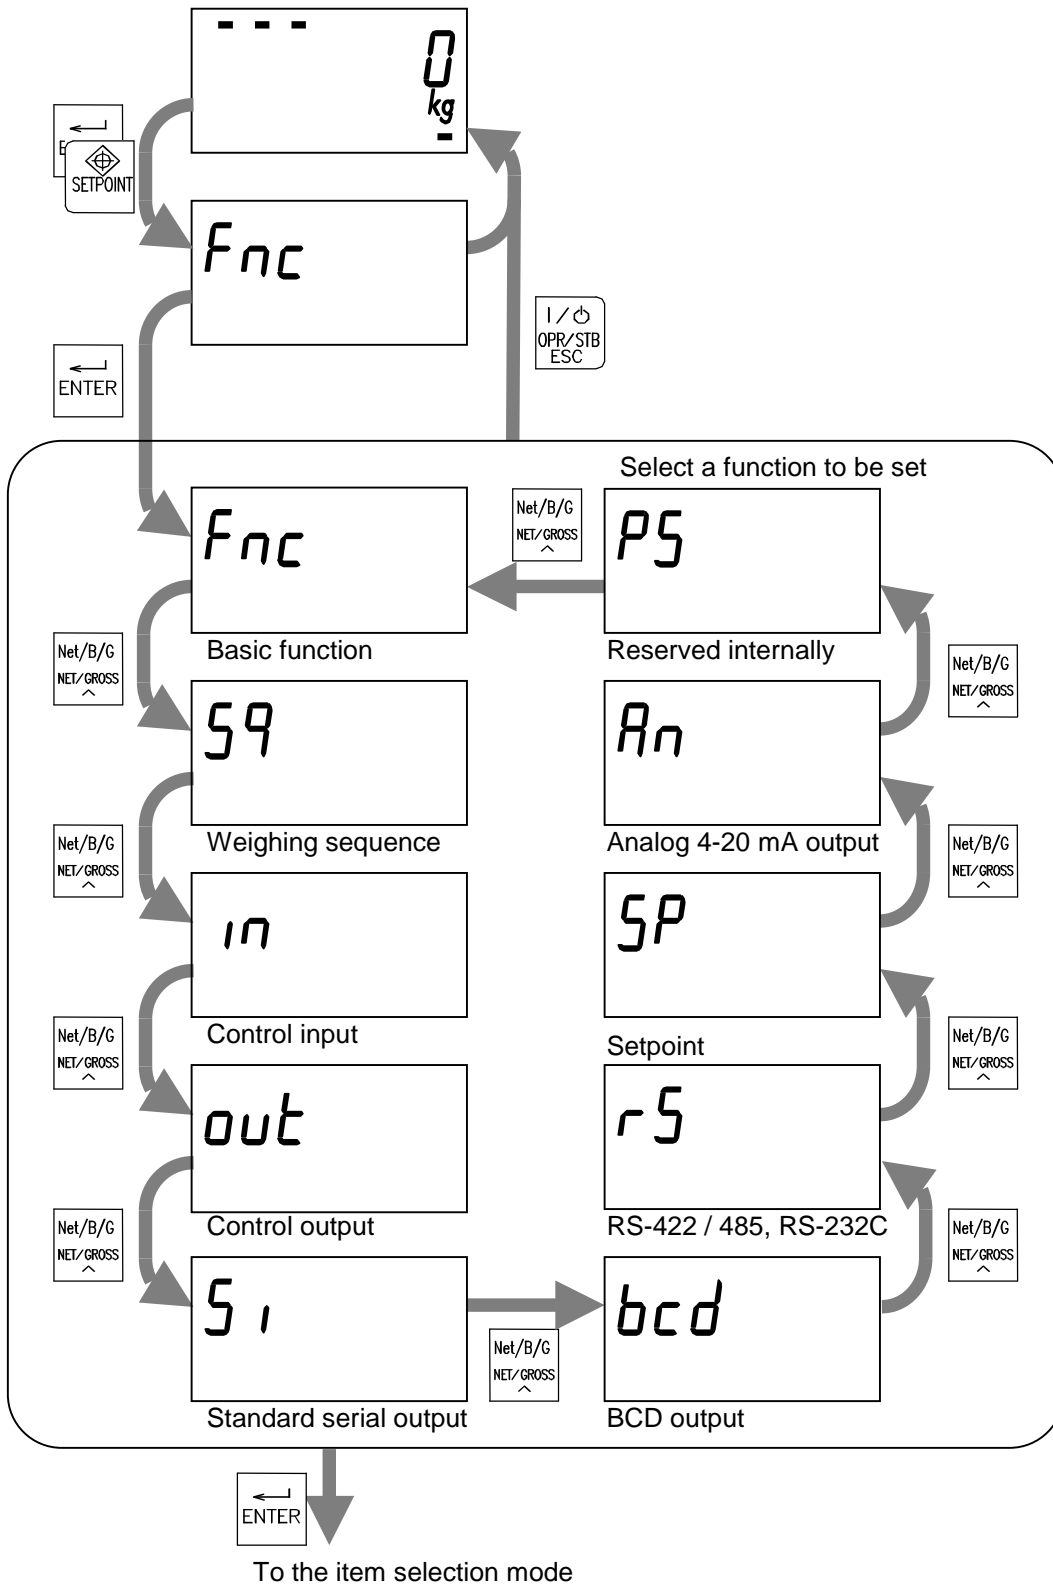 - - -
0
kg
-
E
SETPOINT
Fnc
I/⏻
OPR/STB
ESC
ENTER
Select a function to be set
Fnc
Basic function
Net/B/G
NET/GROSS
^
PS
Reserved internally
Net/B/G
NET/GROSS
^
Net/B/G
NET/GROSS
^
Sq
Weighing sequence
An
Analog 4-20 mA output
Net/B/G
NET/GROSS
^
Net/B/G
NET/GROSS
^
in
Control input
SP
Setpoint
Net/B/G
NET/GROSS
^
Net/B/G
NET/GROSS
^
out
Control output
rS
RS-422 / 485, RS-232C
Net/B/G
NET/GROSS
^
Net/B/G
NET/GROSS
^
Si
Standard serial output
Net/B/G
NET/GROSS
^
bcd
BCD output
ENTER
To the item selection mode